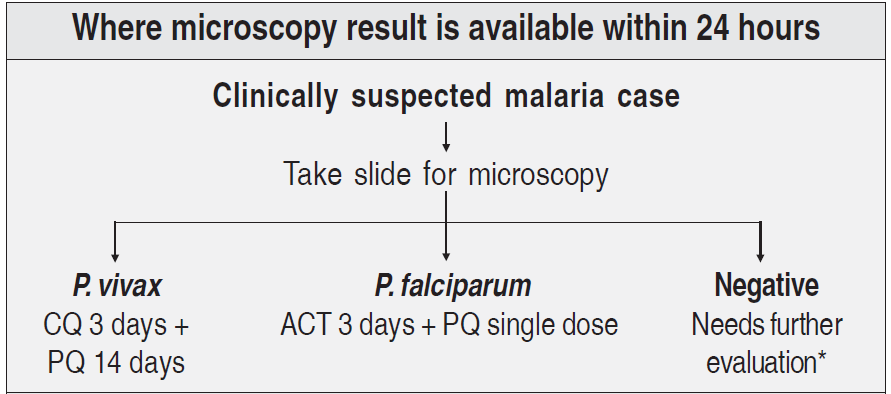 Where microscopy result is available within 24 hours
Clinically suspected malaria case
Take slide for microscopy
P. vivax
CQ 3 days +
PQ 14 days
P. falciparum
ACT 3 days + PQ single dose
Negative
Needs further
evaluation*